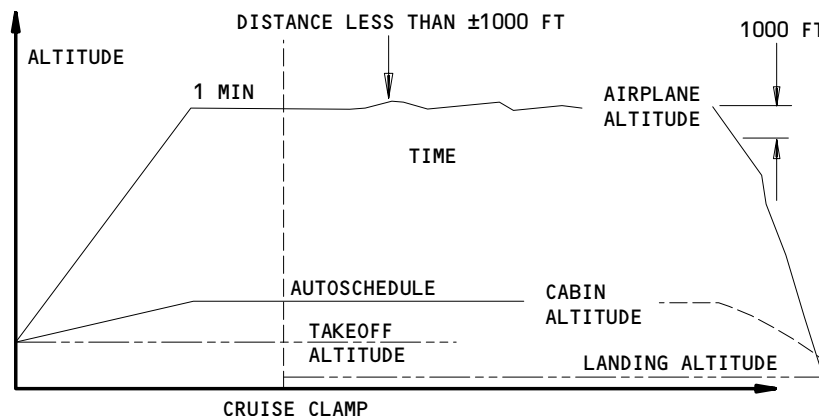 DISTANCE LESS THAN ±1000 FT
1000 FT
ALTITUDE
1 MIN
AIRPLANE
ALTITUDE
TIME
AUTOSCHEDULE
CABIN
ALTITUDE
TAKEOFF
ALTITUDE
LANDING ALTITUDE
CRUISE CLAMP